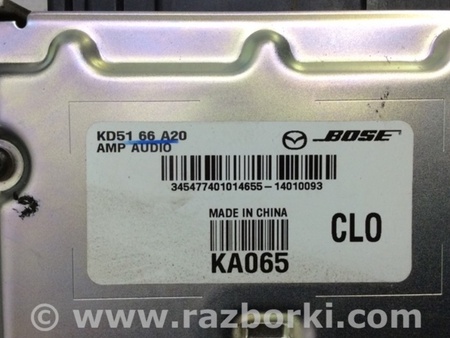 KD51 66 A20
AMP AUDIO
BOSE
345477401014655-14010093
MADE IN CHINA
KA065
CLO
© www.razborki.com